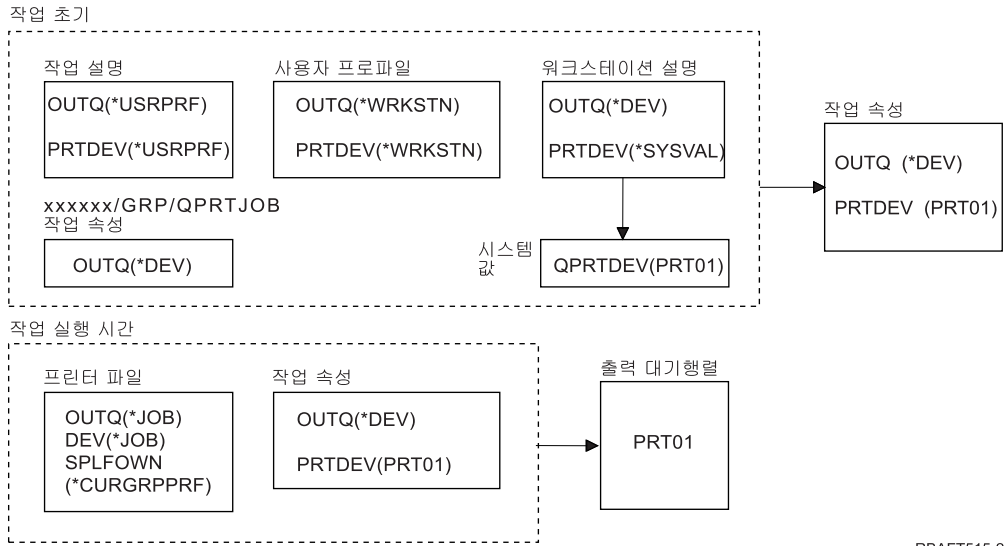 작업 초기
작업 설명
OUTQ(*USRPRF)
PRTDEV(*USRPRF)
사용자 프로파일
OUTQ(*WRKSTN)
PRTDEV(*WRKSTN)
워크스테이션 설명
OUTQ(*DEV)
PRTDEV(*SYSVAL)
작업 속성
OUTQ (*DEV)
PRTDEV (PRT01)
xxxxxx/GRP/QPRTJOB
작업 속성
OUTQ(*DEV)
시스템
값
QPRTDEV(PRT01)
작업 실행 시간
프린터 파일
OUTQ(*JOB)
DEV(*JOB)
SPLFOWN
(*CURGRPPRF)
작업 속성
OUTQ(*DEV)
PRTDEV(PRT01)
출력 대기행렬
PRT01